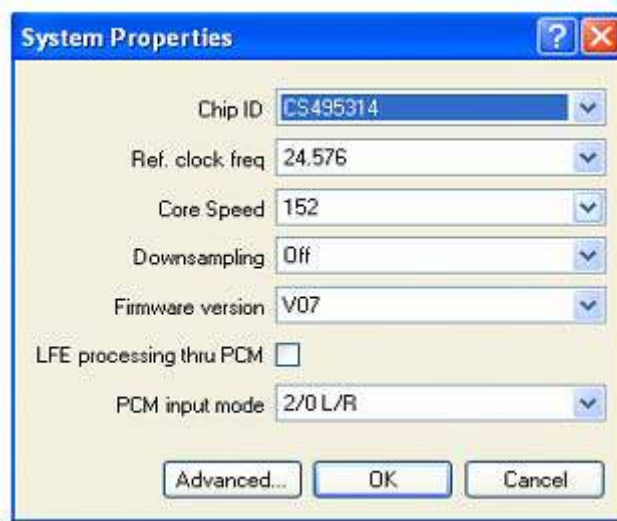 System Properties
Chip ID CS495314
Ref. clock freq 24.576
Core Speed 152
Downsampling Off
Firmware version V07
LFE processing thru PCM
PCM input mode 2/0 L/R
Advanced... OK Cancel